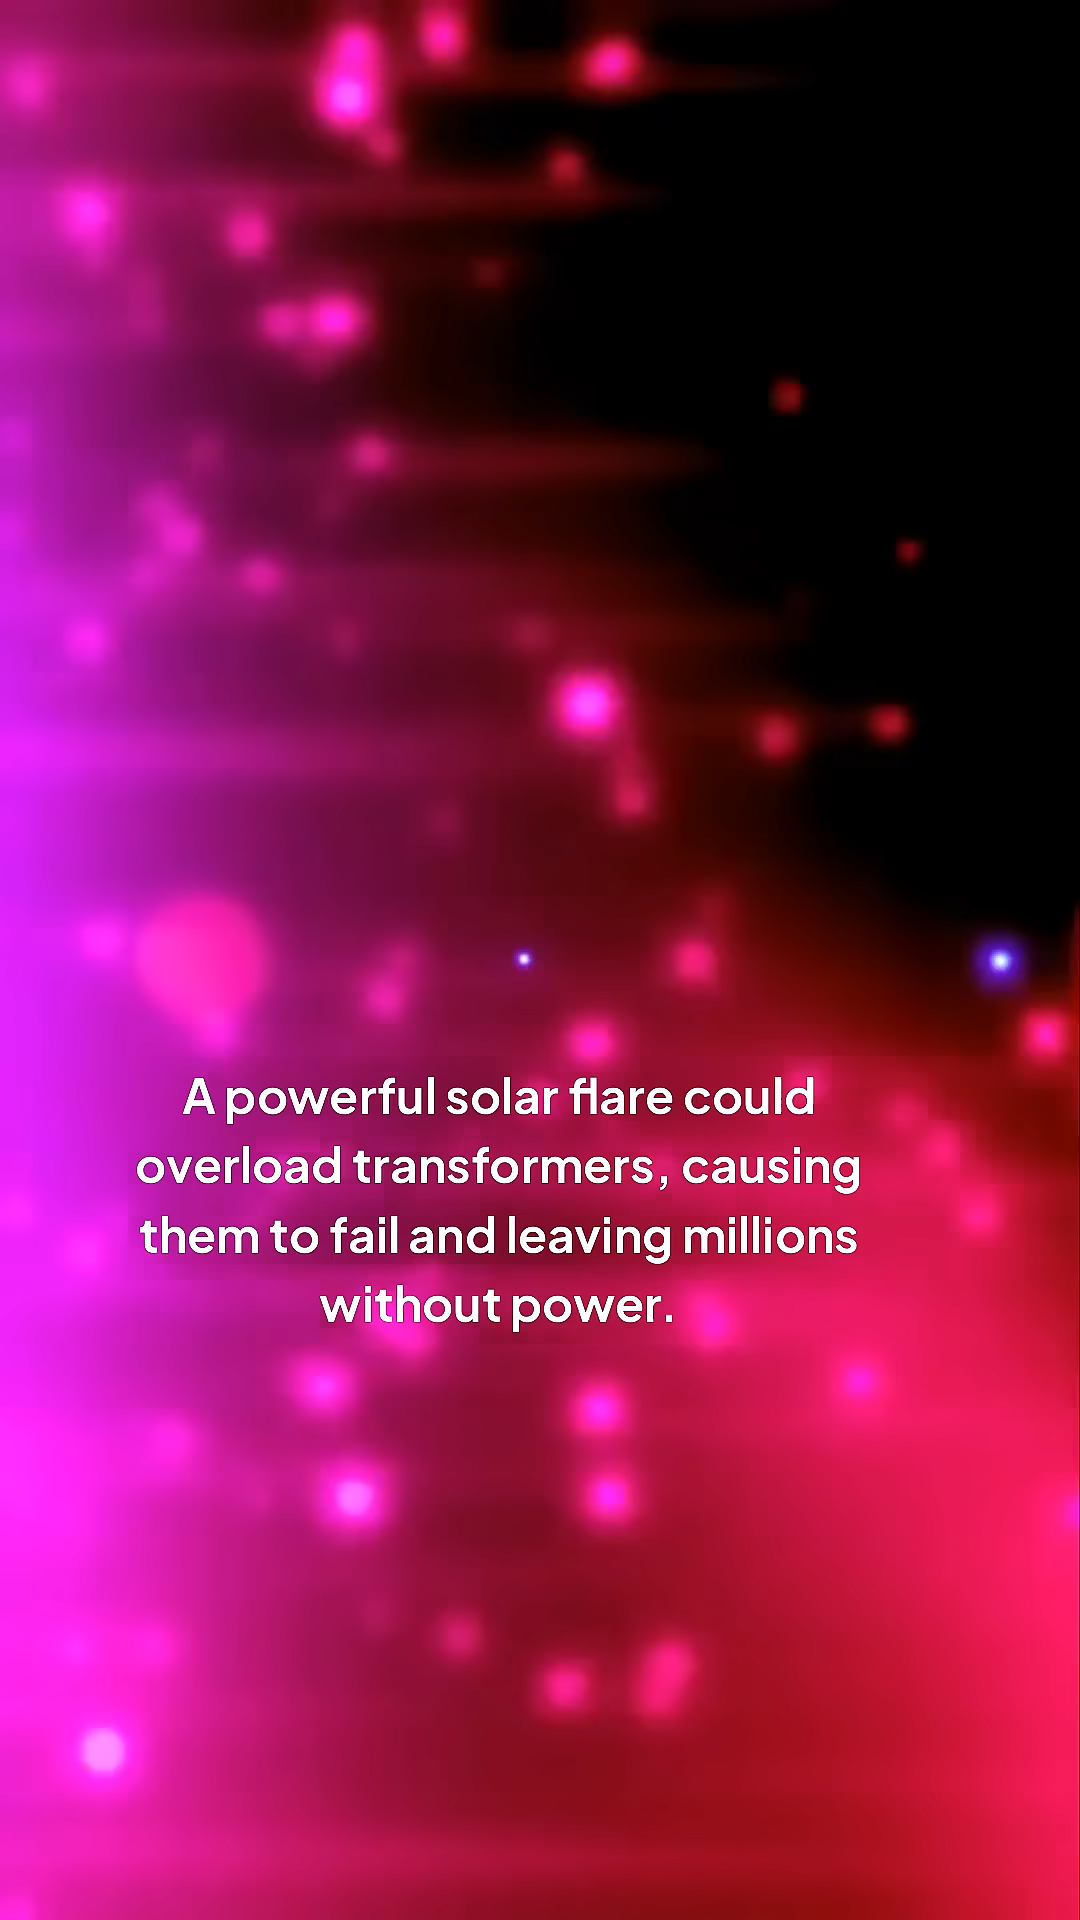 A powerful solar flare could
overload transformers, causing
them to fail and leaving millions
without power.